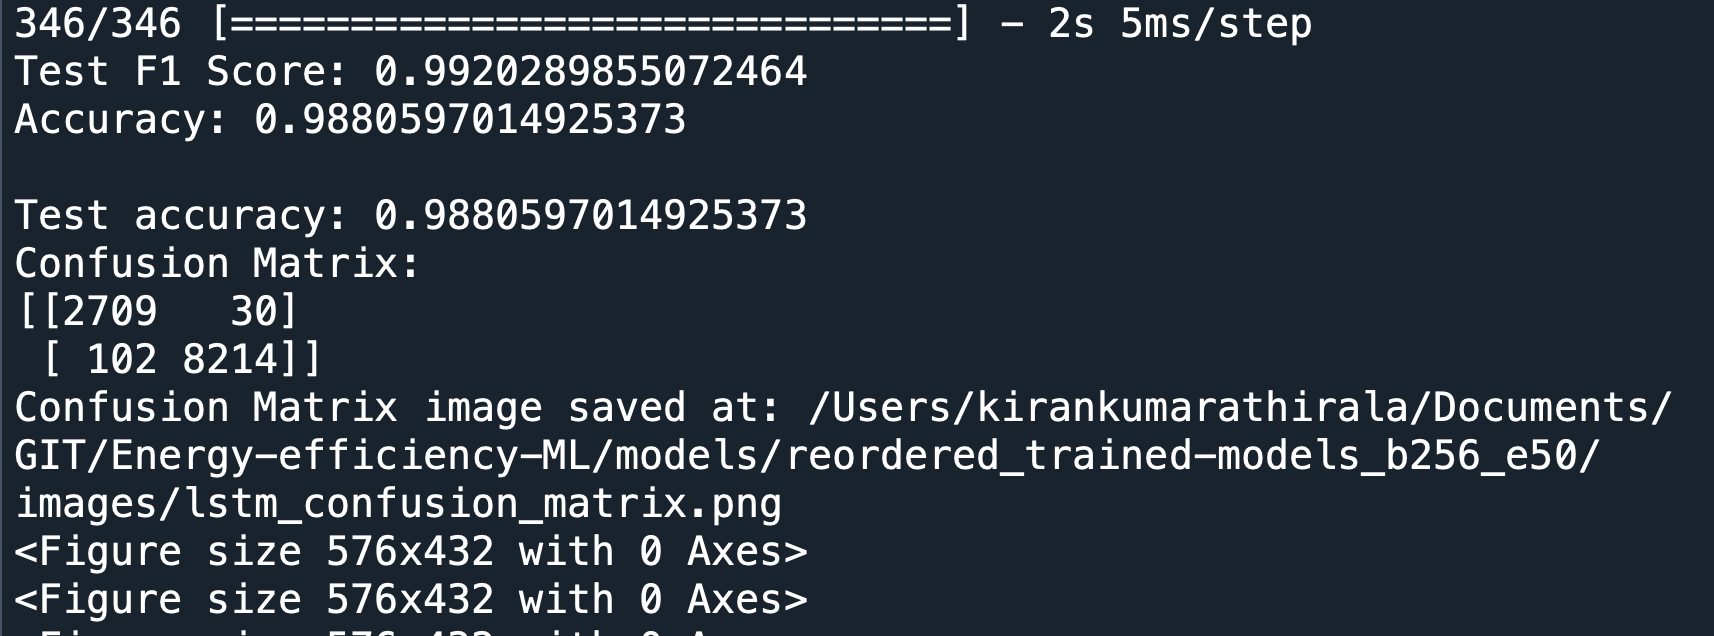 346/346 [==============================] - 2s 5ms/step
Test F1 Score: 0.9920289855072464
Accuracy: 0.9880597014925373
Test accuracy: 0.9880597014925373
Confusion Matrix:
[[2709   30]
 [ 102 8214]]
Confusion Matrix image saved at: /Users/kirankumarathirala/Documents/
GIT/Energy-efficiency-ML/models/reordered_trained-models_b256_e50/
images/lstm_confusion_matrix.png
<Figure size 576x432 with 0 Axes>
<Figure size 576x432 with 0 Axes>